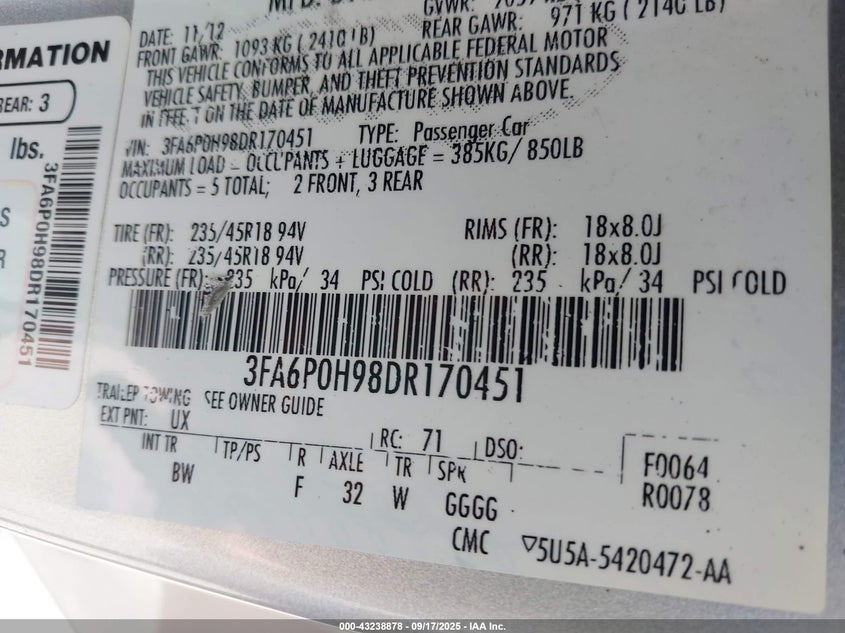 RMATION
REAR: 3
lbs.
S
R
3FA6P0H98DR170451
DATE: 11/12
GVWR:
FRONT GAWR: 1093 KG (2410 LB)
REAR GAWR: 971 KG (2140 LB)
THIS VEHICLE CONFORMS TO ALL APPLICABLE FEDERAL MOTOR
VEHICLE SAFETY, BUMPER, AND THEFT PREVENTION STANDARDS
IN EFFECT ON THE DATE OF MANUFACTURE SHOWN ABOVE.
VIN: 3FA6P0H98DR170451 TYPE: Passenger Car
MAXIMUM LOAD = OCCUPANTS + LUGGAGE = 385KG/ 850LB
OCCUPANTS = 5 TOTAL; 2 FRONT, 3 REAR
TIRE (FR): 235/45R18 94V RIMS (FR): 18x8.0J
(RR): 235/45R18 94V (RR): 18x8.0J
PRESSURE (FR): 235 kPa/ 34 PSI COLD (RR): 235 kPa/ 34 PSI COLD
3FA6P0H98DR170451
TRAILER TOWING SEE OWNER GUIDE
EXT PNT: UX RC: 71 DSO:
INT TR TP/PS R AXLE TR SPR
BW F 32 W GGGG
F0064
R0078
CMC ▽5U5A-5420472-AA
000-43238878 - 09/17/2025 - IAA Inc.